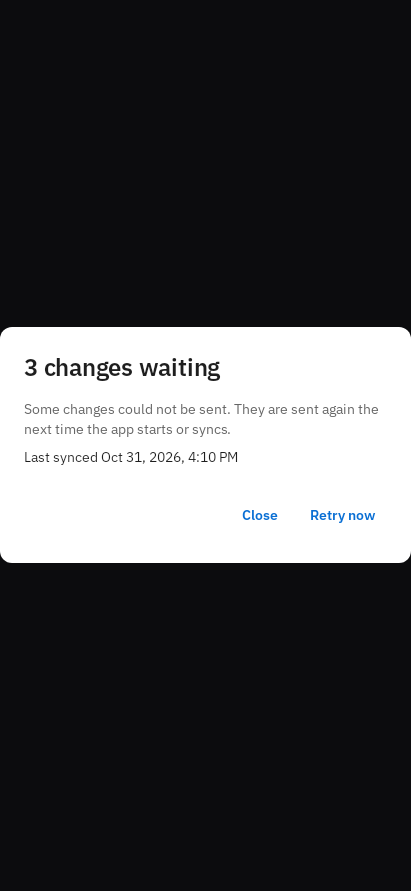 3 changes waiting
Some changes could not be sent. They are sent again the
next time the app starts or syncs.
Last synced Oct 31, 2026, 4:10 PM
Close Retry now